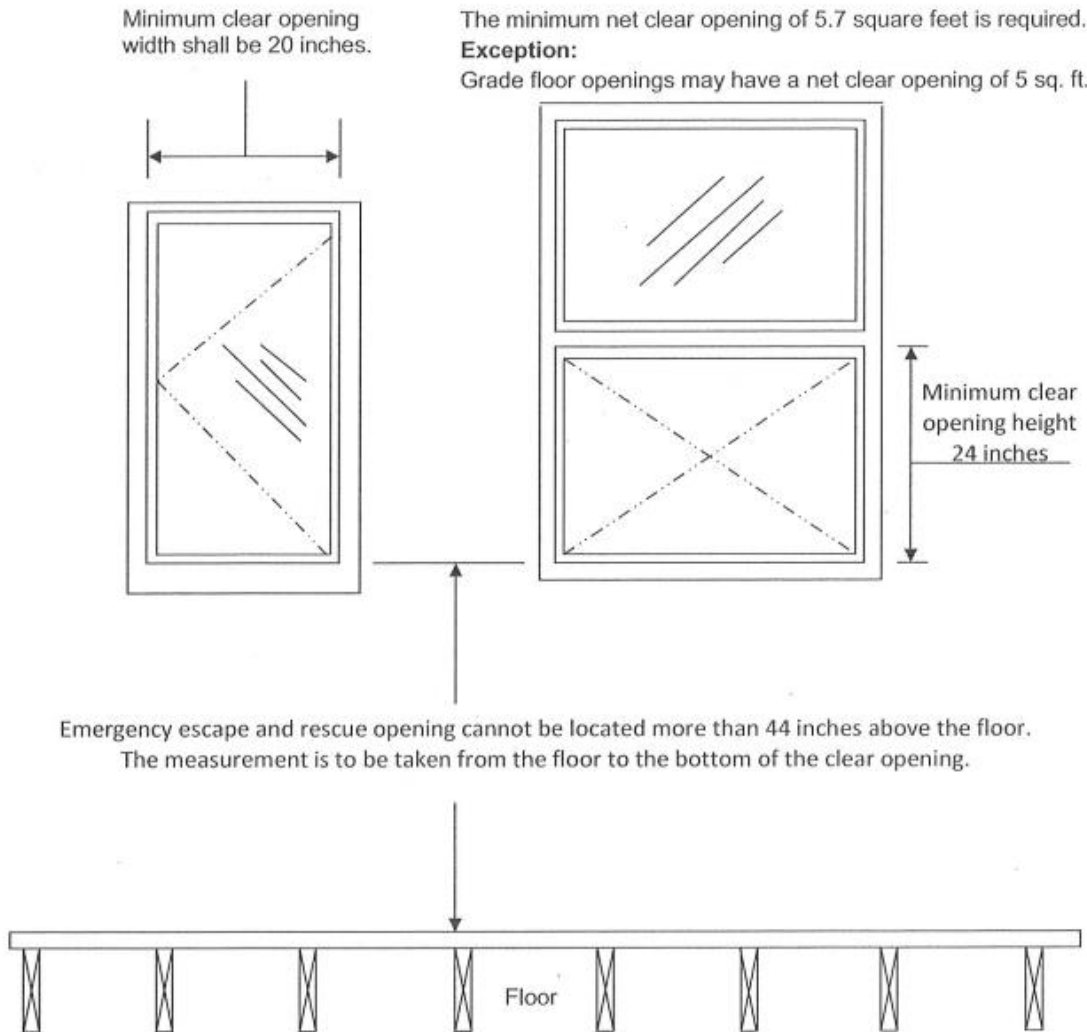 Minimum clear opening
width shall be 20 inches.
The minimum net clear opening of 5.7 square feet is required.
Exception:
Grade floor openings may have a net clear opening of 5 sq. ft.
Minimum clear
opening height
24 inches
Emergency escape and rescue opening cannot be located more than 44 inches above the floor.
The measurement is to be taken from the floor to the bottom of the clear opening.
Floor